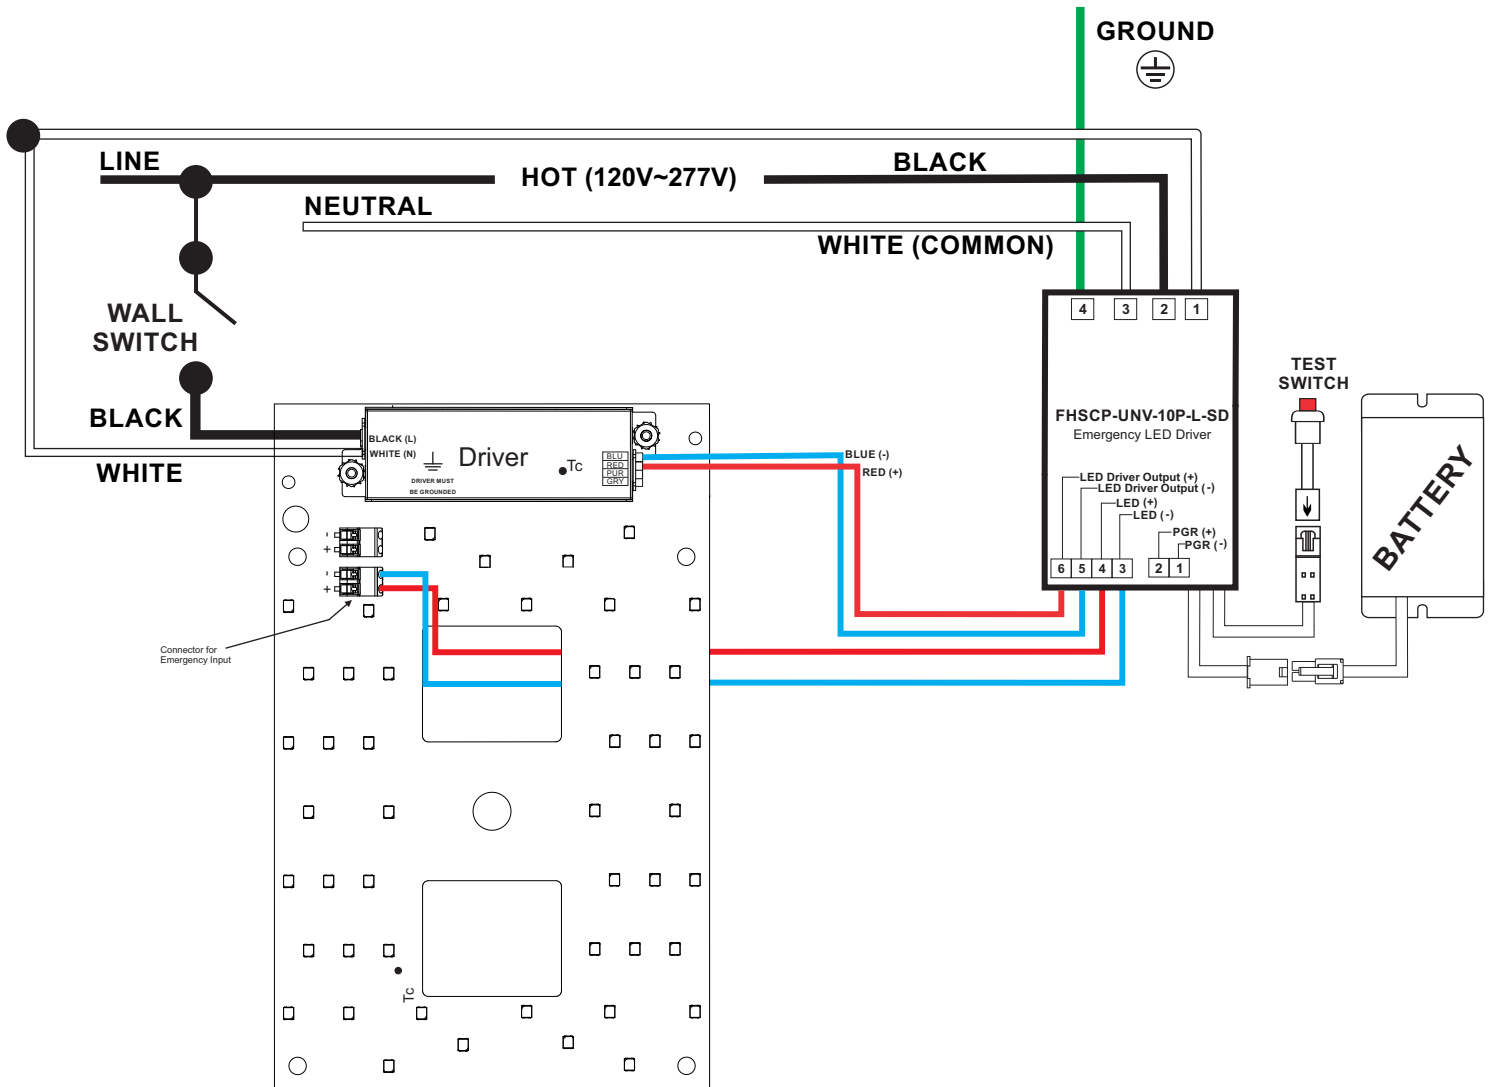 GROUND
LINE
HOT (120V~277V)
BLACK
NEUTRAL
WHITE (COMMON)
WALL
SWITCH
4 3 2 1
TEST
SWITCH
BLACK
WHITE
BLACK (L)
WHITE (N)
Driver
DRIVER MUST
BE GROUNDED
Tc
BLU
RED
PUR
GRY
BLUE (-)
RED (+)
FHSCP-UNV-10P-L-SD
Emergency LED Driver
LED Driver Output (+)
LED Driver Output (-)
LED (+)
LED (-)
PGR (+)
PGR (-)
6 5 4 3 2 1
BATTERY
-
+
-
+
Connector for
Emergency Input
Tc